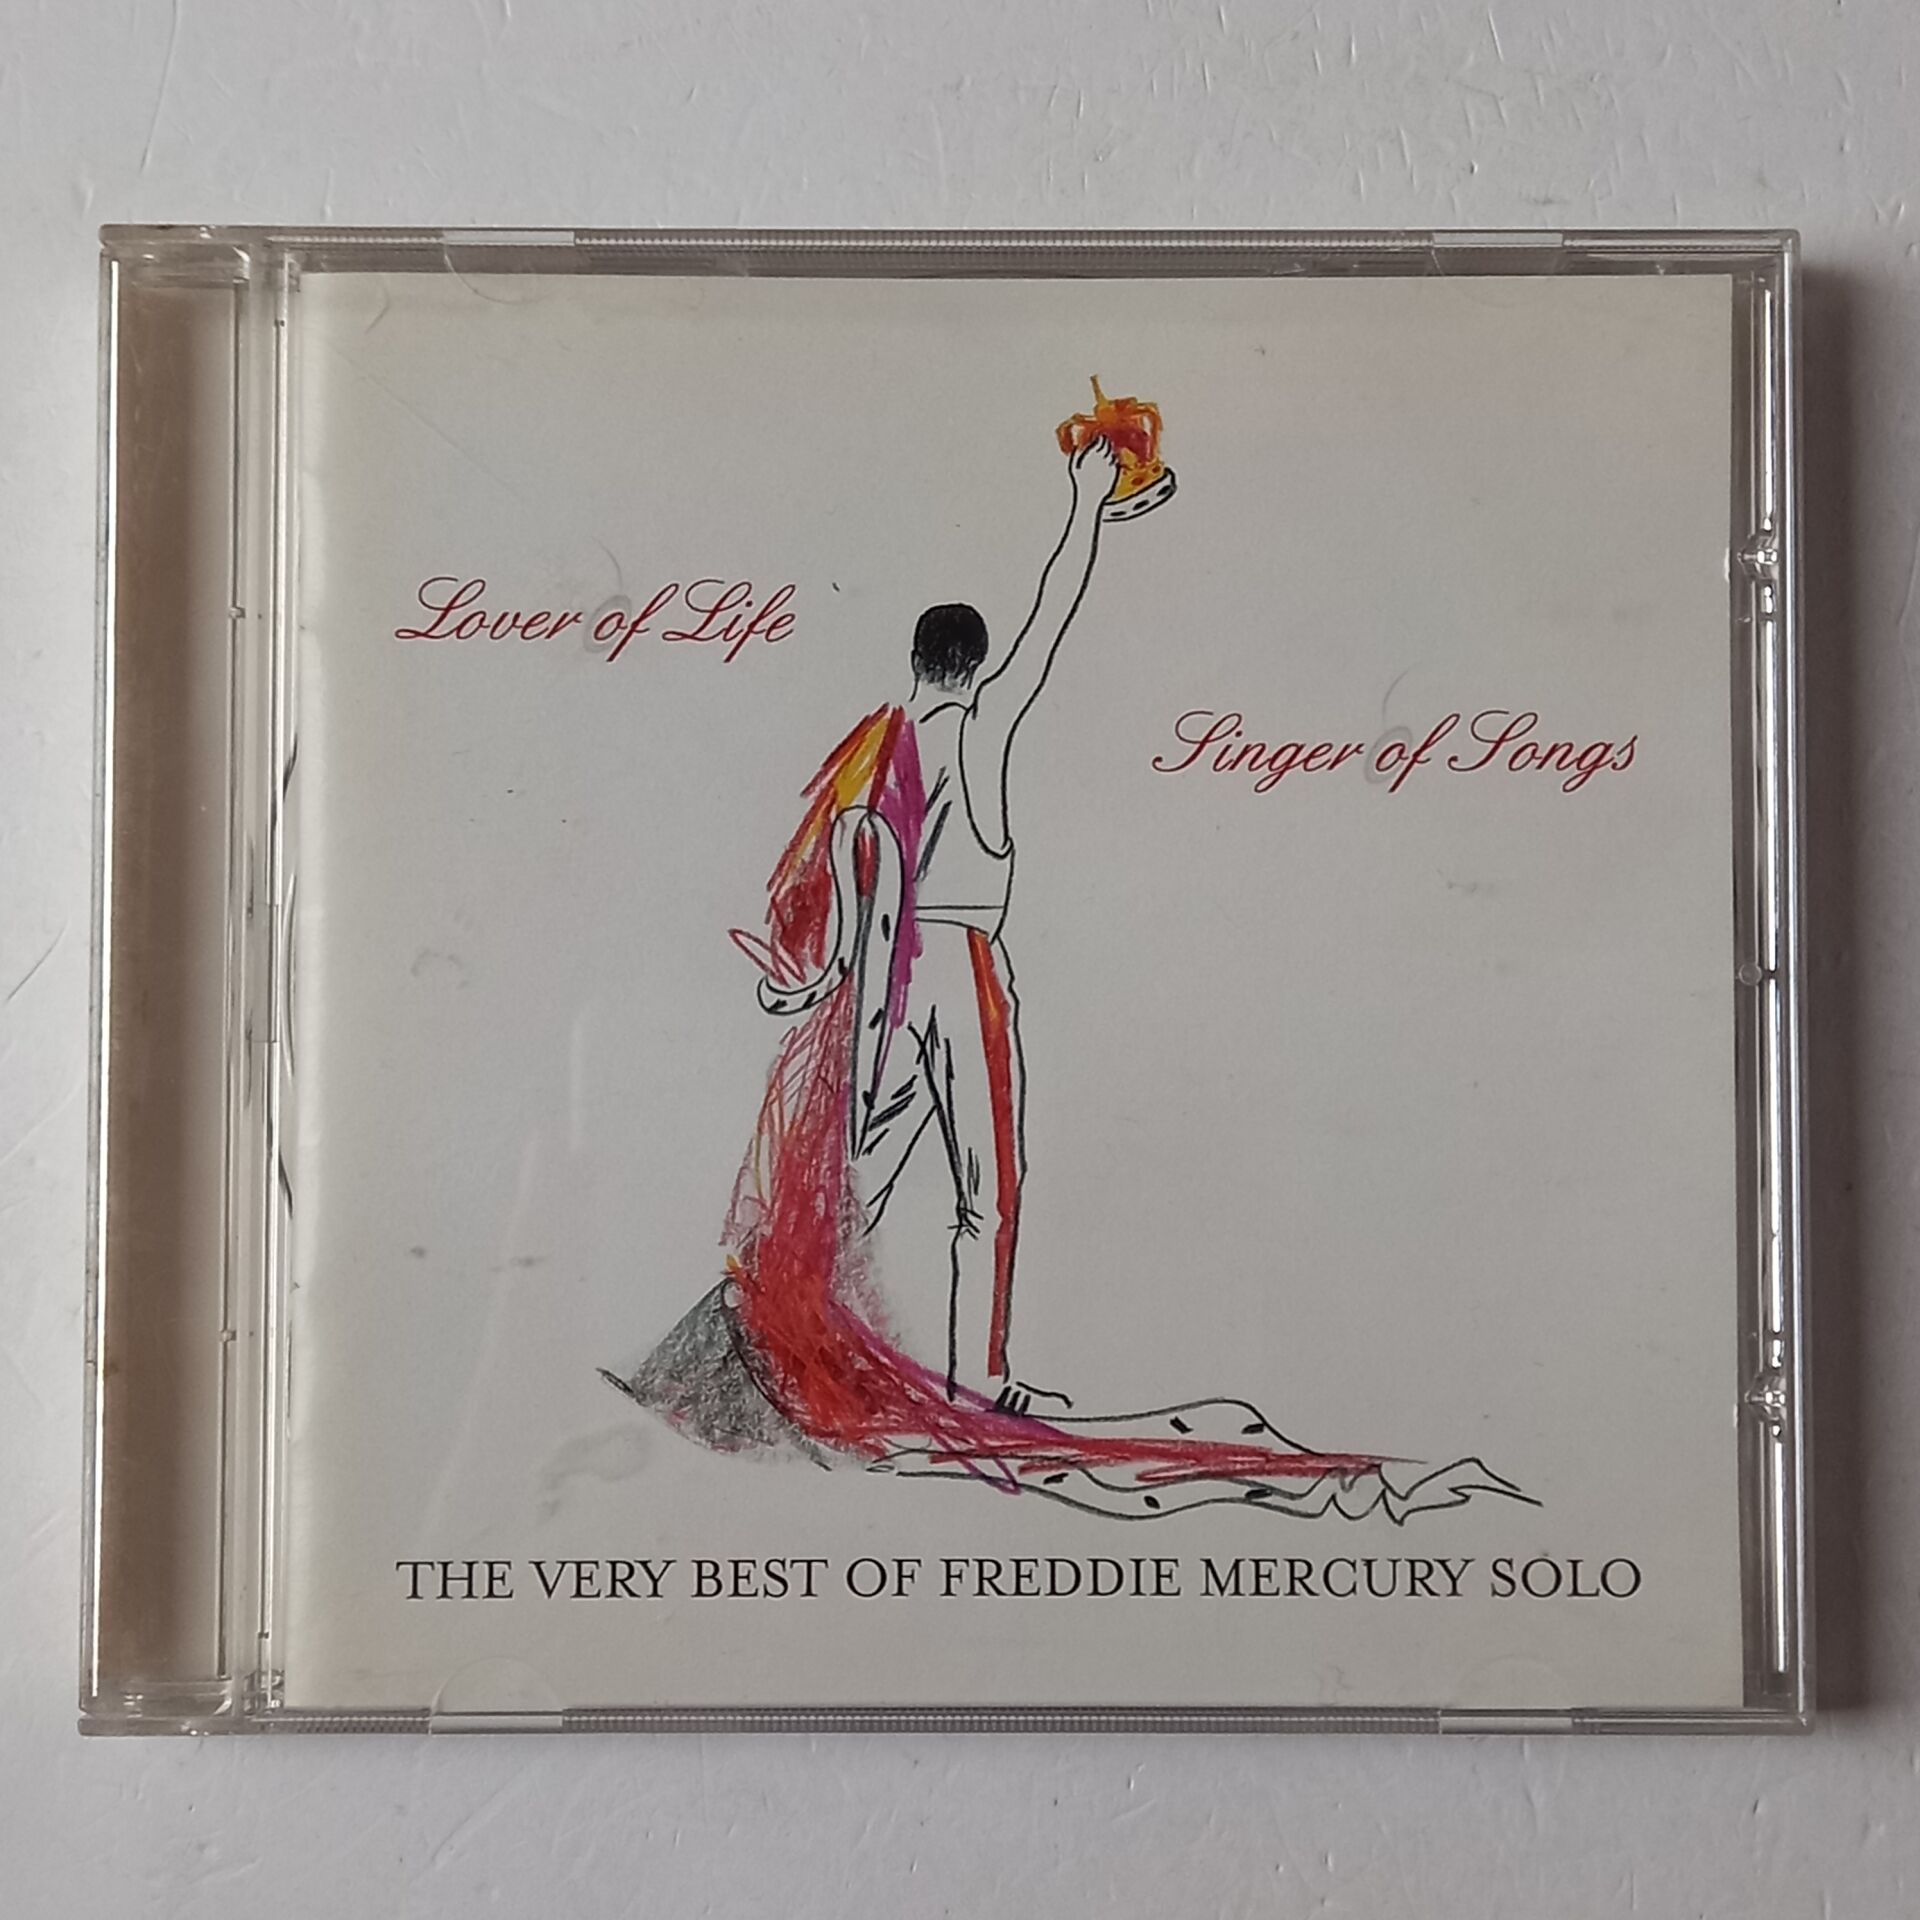 Lover of Life
Singer of Songs
THE VERY BEST OF FREDDIE MERCURY SOLO